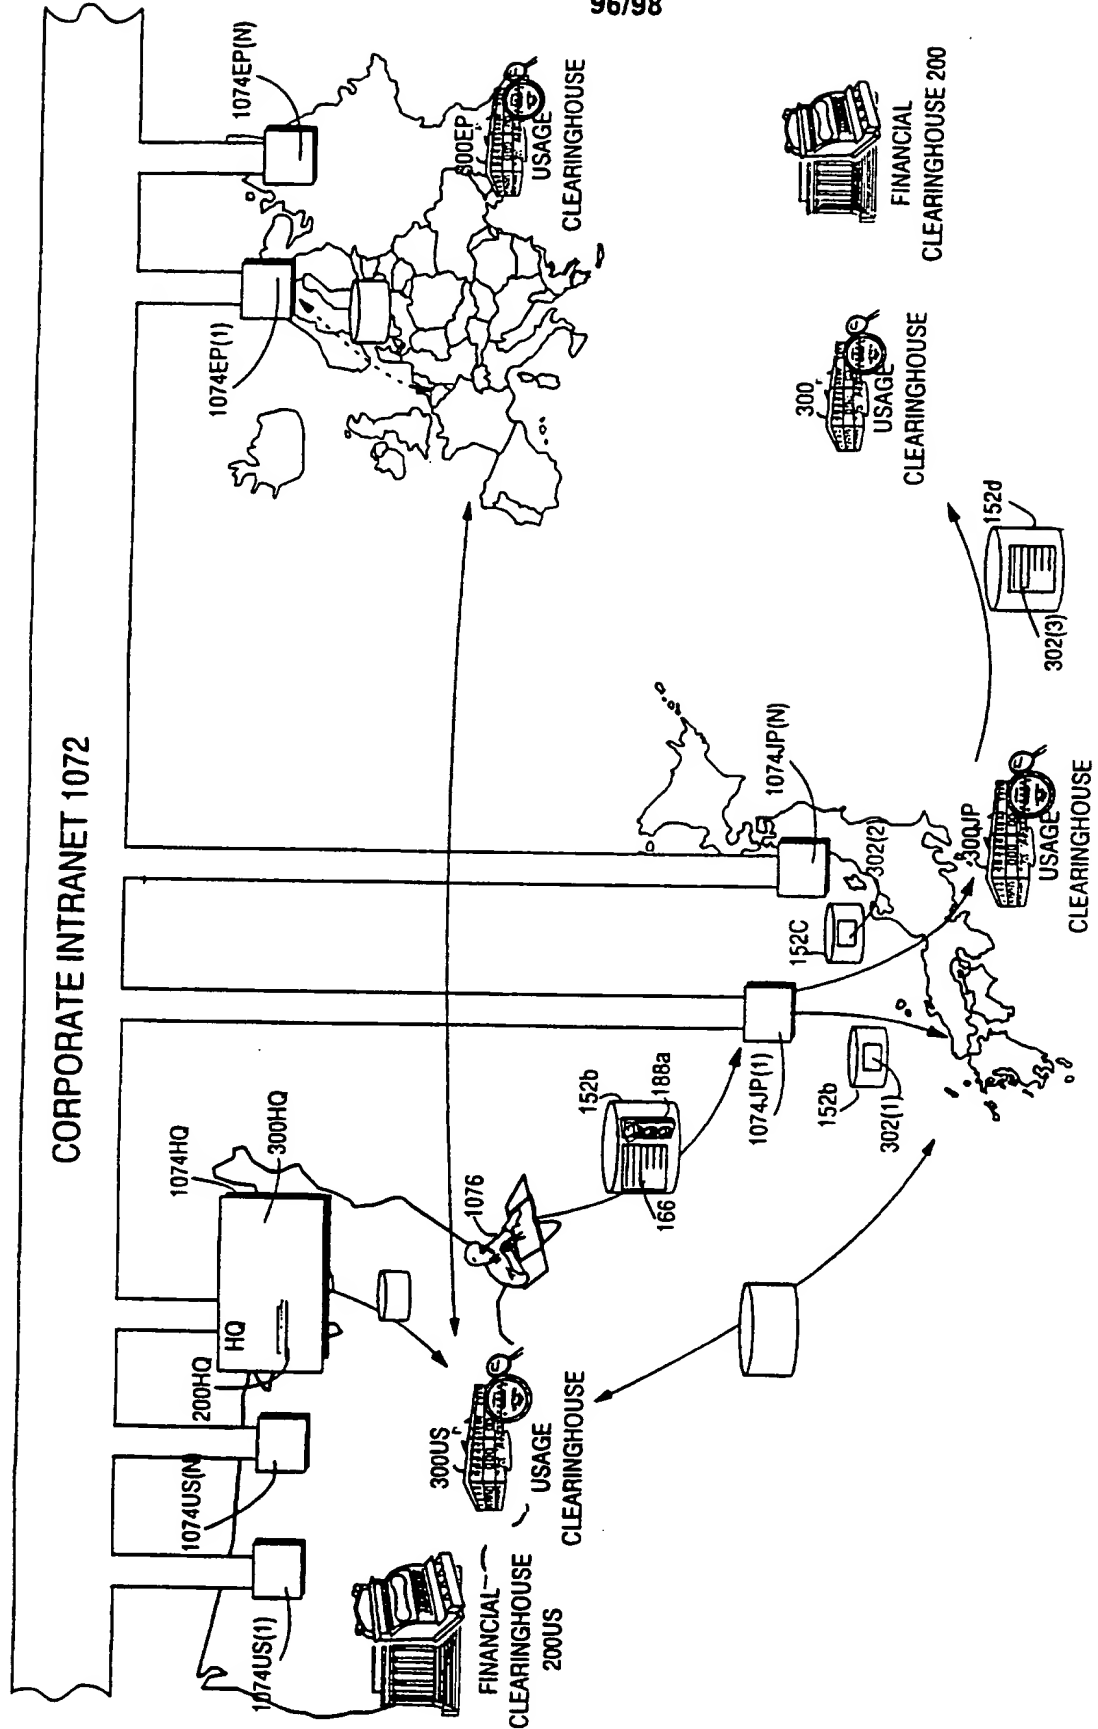 96/98
CORPORATE INTRANET 1072
1074US(1)
1074US(N)
200HQ
HQ
1074HQ
300HQ
1074EP(1)
1074EP(N)
300EP
USAGE
CLEARINGHOUSE
FINANCIAL
CLEARINGHOUSE
200US
300US
USAGE
CLEARINGHOUSE
1076
152b
188a
166
1074JP(1)
1074JP(N)
152C
302(2)
152b
302(1)
300JP
USAGE
CLEARINGHOUSE
152d
302(3)
300
USAGE
CLEARINGHOUSE
FINANCIAL
CLEARINGHOUSE 200